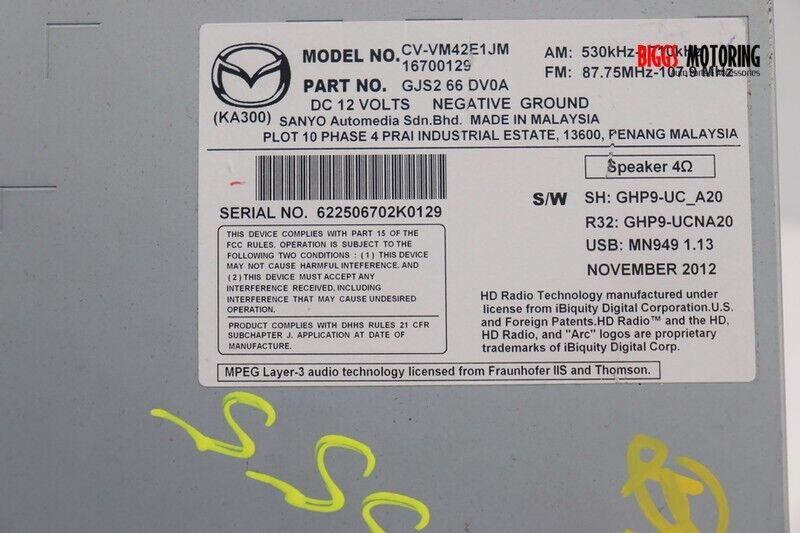 MODEL NO. CV-VM42E1JM
16700129
AM: 530kHz-1710kHz
FM: 87.75MHz-107.9 MHz
BIGGS MOTORING
Accessories
PART NO. GJS2 66 DV0A
(KA300)
DC 12 VOLTS NEGATIVE GROUND
SANYO Automedia Sdn.Bhd. MADE IN MALAYSIA
PLOT 10 PHASE 4 PRAI INDUSTRIAL ESTATE, 13600, PENANG MALAYSIA
Speaker 4Ω
SERIAL NO. 622506702K0129
S/W SH: GHP9-UC_A20
R32: GHP9-UCNA20
USB: MN949 1.13
NOVEMBER 2012
THIS DEVICE COMPLIES WITH PART 15 OF THE
FCC RULES. OPERATION IS SUBJECT TO THE
FOLLOWING TWO CONDITIONS : (1) THIS DEVICE
MAY NOT CAUSE HARMFUL INTEFERENCE. AND
(2) THIS DEVICE MUST ACCEPT ANY
INTERFERENCE RECEIVED, INCLUDING
INTERFERENCE THAT MAY CAUSE UNDESIRED
OPERATION.
PRODUCT COMPLIES WITH DHHS RULES 21 CFR
SUBCHAPTER J. APPLICATION AT DATE OF
MANUFACTURE.
HD Radio Technology manufactured under
license from iBiquity Digital Corporation.U.S.
and Foreign Patents.HD Radio™ and the HD,
HD Radio, and "Arc" logos are proprietary
trademarks of iBiquity Digital Corp.
MPEG Layer-3 audio technology licensed from Fraunhofer IIS and Thomson.